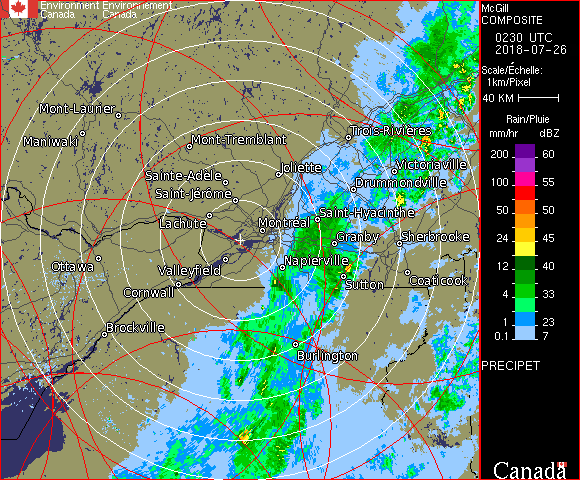 Environment Environnement
Canada Canada
McGill
COMPOSITE
0230 UTC
2018-07-26
Scale/Échelle:
1km/Pixel
40 KM
Rain/Pluie
mm/hr dBZ
200 60
100 55
50 50
24 45
12 40
8 33
4 30
1 23
0.1 7
PRECIPET
Canada
Mont-Laurier
Maniwaki
Mont-Tremblant
Trois-Rivières
Joliette
Victoriaville
Sainte-Adèle
Drummondville
Saint-Jérôme
Saint-Hyacinthe
Lachute
Montréal
Granby
Sherbrooke
Ottawa
Valleyfield
Napierville
Coaticook
Cornwall
Sutton
Brockville
Burlington